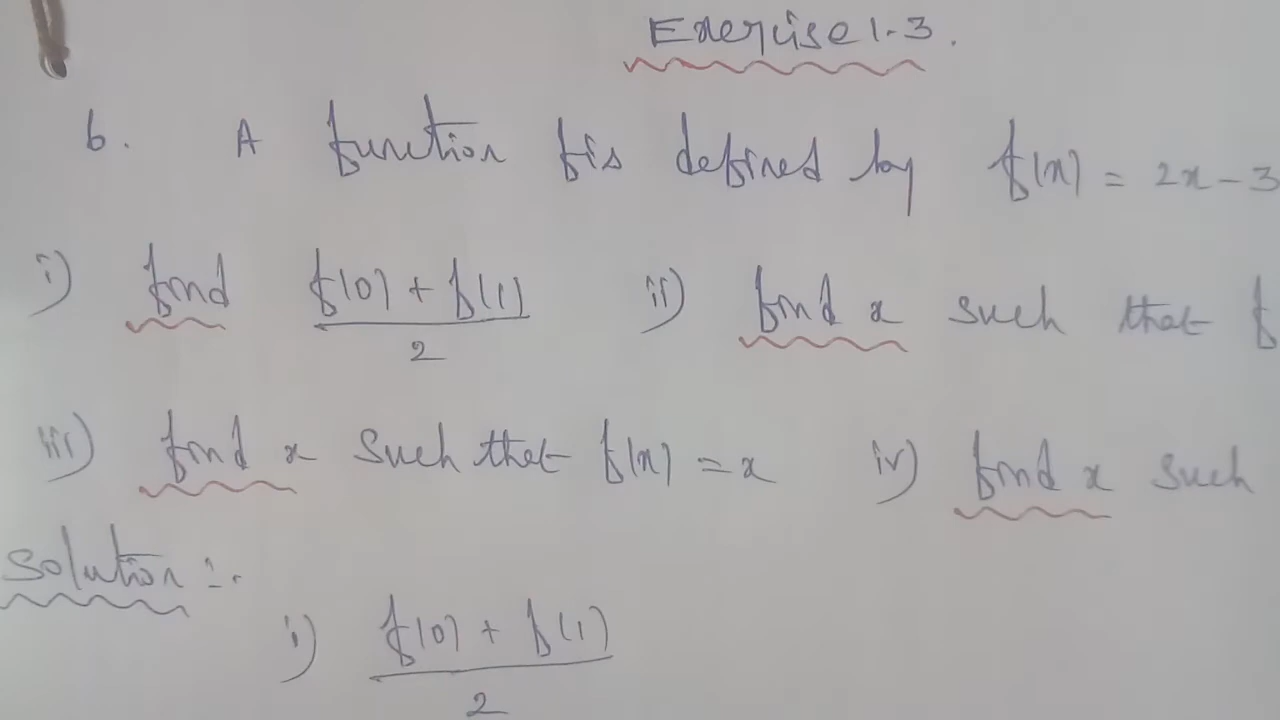 Exercise 1.3.
6. A function f is defined by f(x) = 2x - 3
i) find f(0) + f(1) / 2 ii) find x such that f
iii) find x such that f(x) = x iv) find x such
Solution :-
i) f(0) + f(1) / 2